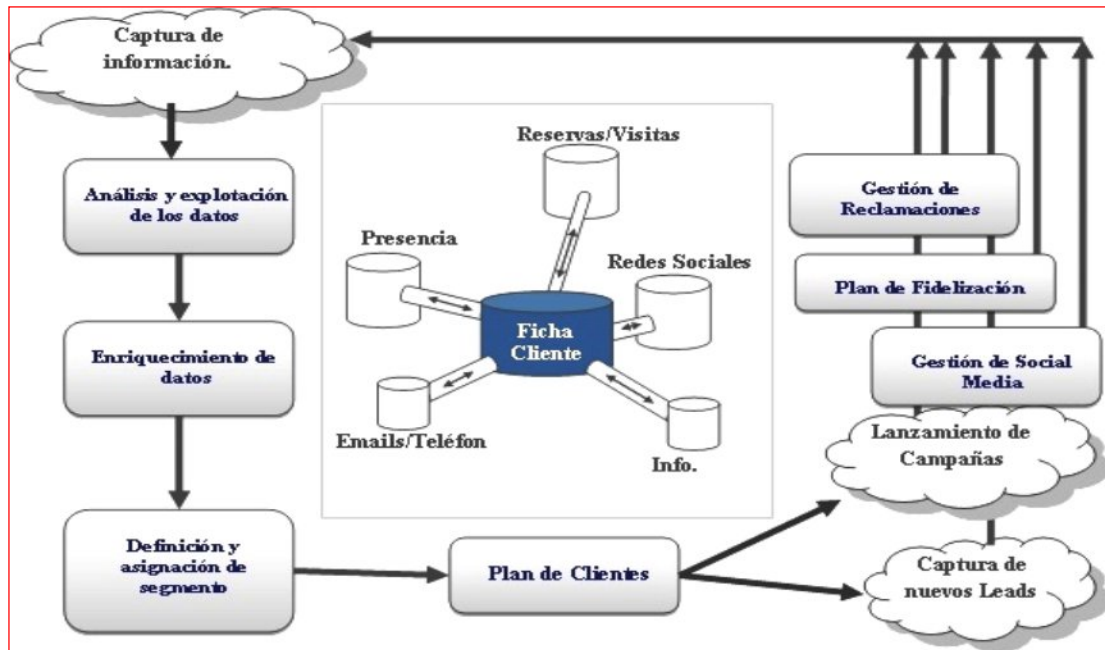 Captura de
información.
Análisis y explotación
de los datos
Enriquecimiento de
datos
Definición y
asignación de
segmento
Plan de Clientes
Reservas/Visitas
Presencia
Redes Sociales
Ficha
Cliente
Emails/Teléfon
Info.
Gestión de
Reclamaciones
Plan de Fidelización
Gestión de Social
Media
Lanzamiento de
Campañas
Captura de
nuevos Leads